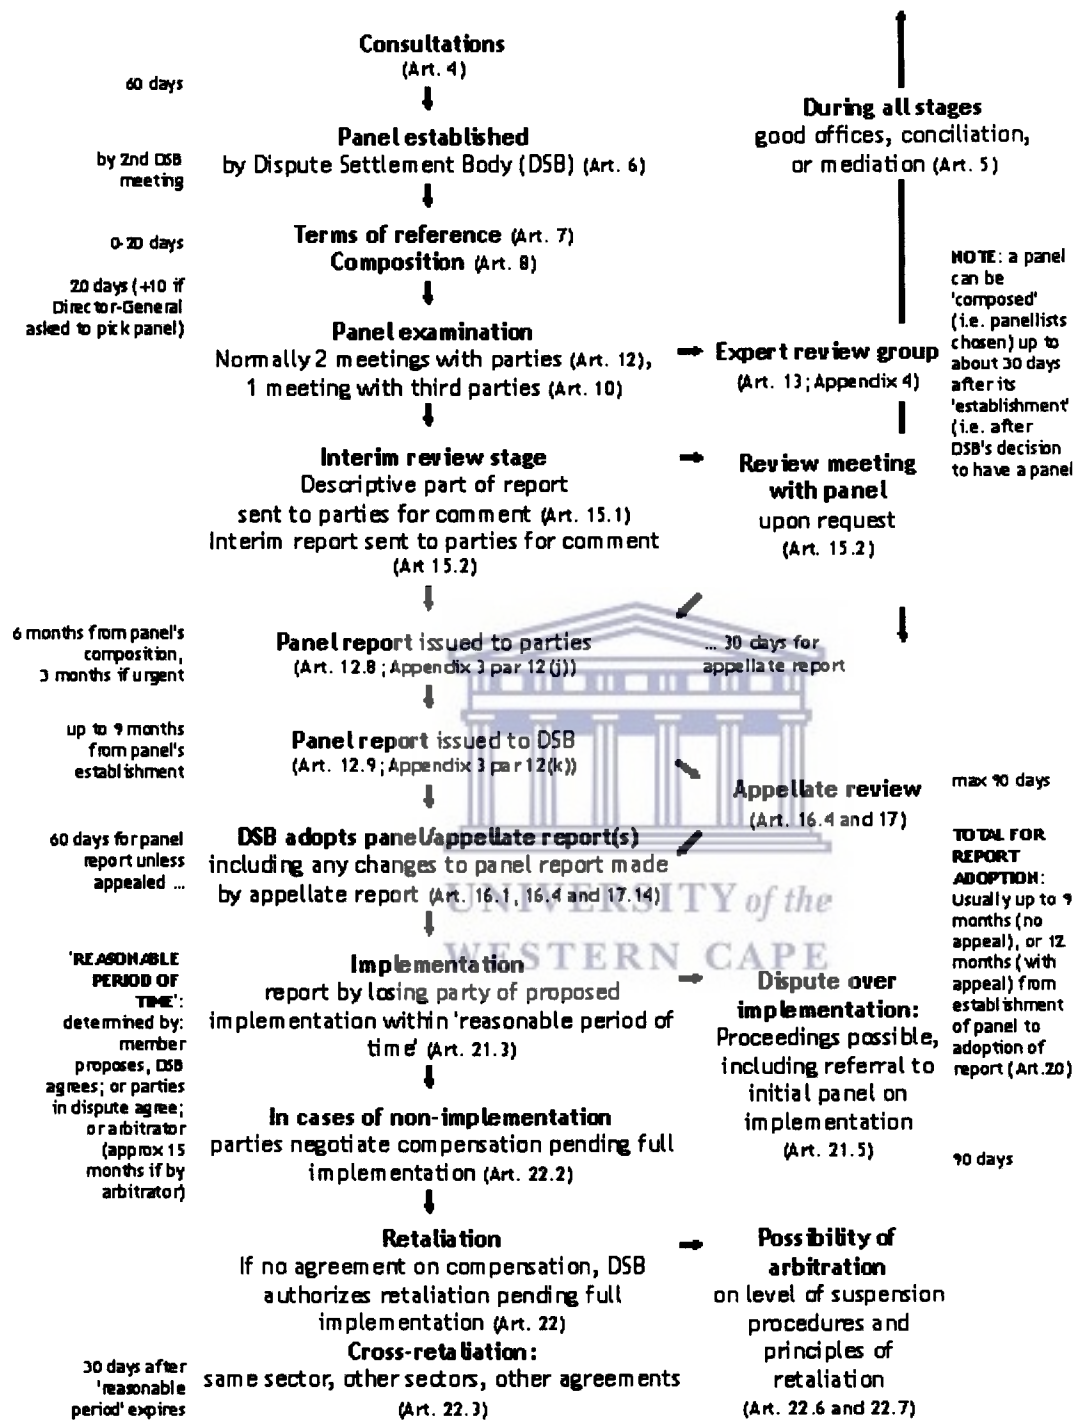 Consultations
(Art. 4)
60 days
During all stages
good offices, conciliation,
or mediation (Art. 5)
Panel established
by Dispute Settlement Body (DSB) (Art. 6)
by 2nd DSB
meeting
0-20 days
Terms of reference (Art. 7)
Composition (Art. 8)
20 days (+10 if
Director-General
asked to pick panel)
NOTE: a panel
can be
'composed'
(i.e. panellists
chosen) up to
about 30 days
after its
'establishment'
(i.e. after
DSB's decision
to have a panel
Panel examination
Normally 2 meetings with parties (Art. 12),
1 meeting with third parties (Art. 10)
Expert review group
(Art. 13; Appendix 4)
Interim review stage
Descriptive part of report
sent to parties for comment (Art. 15.1)
Interim report sent to parties for comment
(Art 15.2)
Review meeting
with panel
upon request
(Art. 15.2)
6 months from panel's
composition,
3 months if urgent
Panel report issued to parties
(Art. 12.8; Appendix 3 par 12(j))
... 30 days for
appellate report
up to 9 months
from panel's
establishment
Panel report issued to DSB
(Art. 12.9; Appendix 3 par 12(k))
Appellate review
(Art. 16.4 and 17)
max 90 days
60 days for panel
report unless
appealed ...
DSB adopts panel/appellate report(s)
including any changes to panel report made
by appellate report (Art. 16.1, 16.4 and 17.14)
TOTAL FOR
REPORT
ADOPTION:
Usually up to 9
months (no
appeal), or 12
months (with
appeal) from
establishment
of panel to
adoption of
report (Art.20)
UNIVERSITY of the
WESTERN CAPE
'REASONABLE
PERIOD OF
TIME':
determined by:
member
proposes, DSB
agrees; or parties
in dispute agree;
or arbitrator
(approx 15
months if by
arbitrator)
Implementation
report by losing party of proposed
implementation within 'reasonable period of
time' (Art. 21.3)
Dispute over
implementation:
Proceedings possible,
including referral to
initial panel on
implementation
(Art. 21.5)
90 days
In cases of non-implementation
parties negotiate compensation pending full
implementation (Art. 22.2)
Retaliation
If no agreement on compensation, DSB
authorizes retaliation pending full
implementation (Art. 22)
Cross-retaliation:
same sector, other sectors, other agreements
(Art. 22.3)
30 days after
'reasonable
period' expires
Possibility of
arbitration
on level of suspension
procedures and
principles of
retaliation
(Art. 22.6 and 22.7)